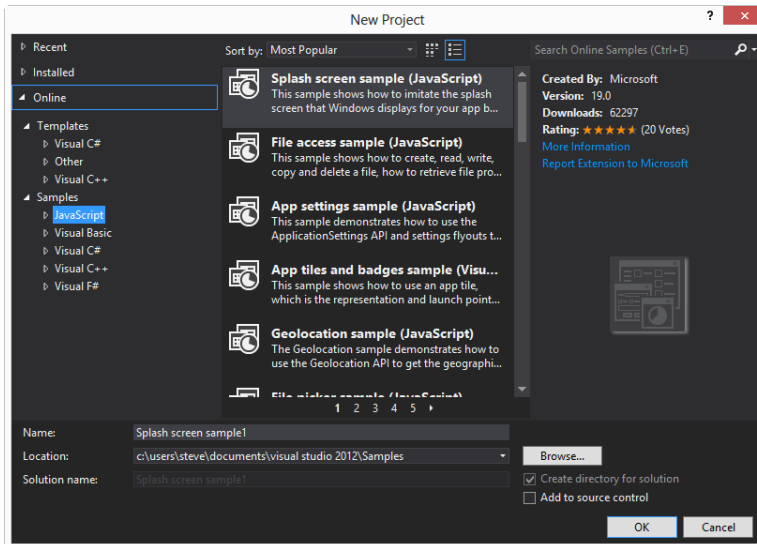 New Project
?
Recent
Installed
Online
Templates
Visual C#
Other
Visual C++
Samples
JavaScript
Visual Basic
Visual C#
Visual C++
Visual F#
Sort by: Most Popular
Splash screen sample (JavaScript)
This sample shows how to imitate the splash
screen that Windows displays for your app b...
File access sample (JavaScript)
This sample shows how to create, read, write,
copy and delete a file, how to retrieve file pro...
App settings sample (JavaScript)
This sample demonstrates how to use the
ApplicationSettings API and settings flyouts t...
App tiles and badges sample (Visu...
This sample shows how to use an app tile,
which is the representation and launch point...
Geolocation sample (JavaScript)
The Geolocation sample demonstrates how to
use the Geolocation API to get the geographi...
File picker sample (JavaScript)
1 2 3 4 5
Search Online Samples (Ctrl+E)
Created By: Microsoft
Version: 19.0
Downloads: 62297
Rating: (20 Votes)
More Information
Report Extension to Microsoft
Name: Splash screen sample1
Location: c:\users\steve\documents\visual studio 2012\Samples
Browse...
Solution name: Splash screen sample1
Create directory for solution
Add to source control
OK
Cancel